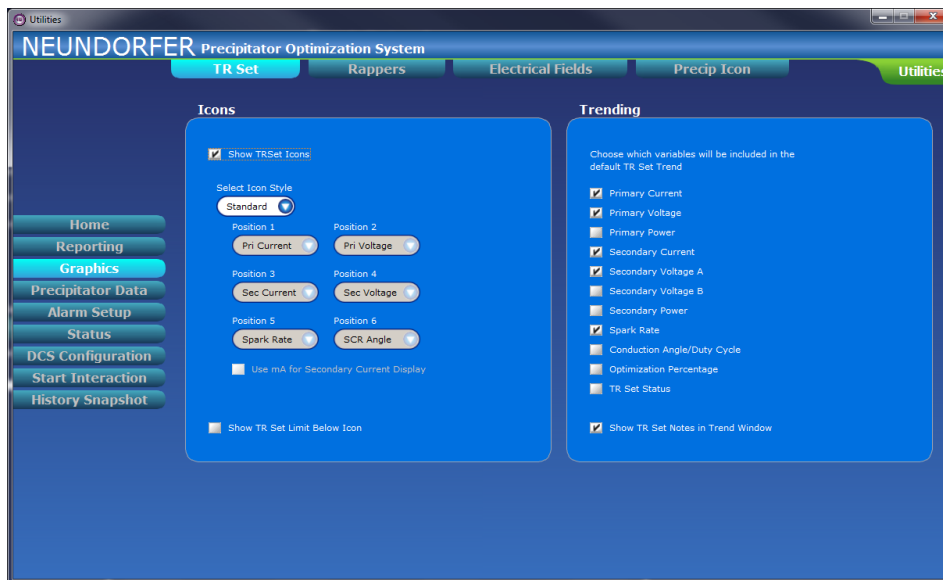 Utilities
NEUNDORFER Precipitator Optimization System
TR Set
Rappers
Electrical Fields
Precip Icon
Utilities
Icons
Show TRSet Icons
Select Icon Style
Standard
Position 1
Position 2
Pri Current
Pri Voltage
Position 3
Position 4
Sec Current
Sec Voltage
Position 5
Position 6
Spark Rate
SCR Angle
Use mA for Secondary Current Display
Show TR Set Limit Below Icon
Trending
Choose which variables will be included in the
default TR Set Trend
Primary Current
Primary Voltage
Primary Power
Secondary Current
Secondary Voltage A
Secondary Voltage B
Secondary Power
Spark Rate
Conduction Angle/Duty Cycle
Optimization Percentage
TR Set Status
Show TR Set Notes in Trend Window
Home
Reporting
Graphics
Precipitator Data
Alarm Setup
Status
DCS Configuration
Start Interaction
History Snapshot